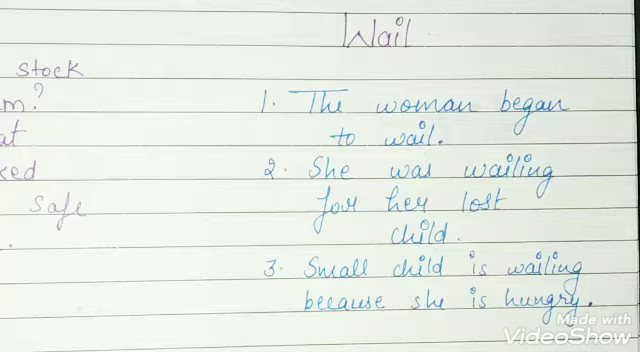 Wail
stock
m?
at
ked
safe
.
1. The woman began
to wail.
2. She was wailing
for her lost
child.
3. Small child is wailing
because she is hungry.
Made with
VideoShow